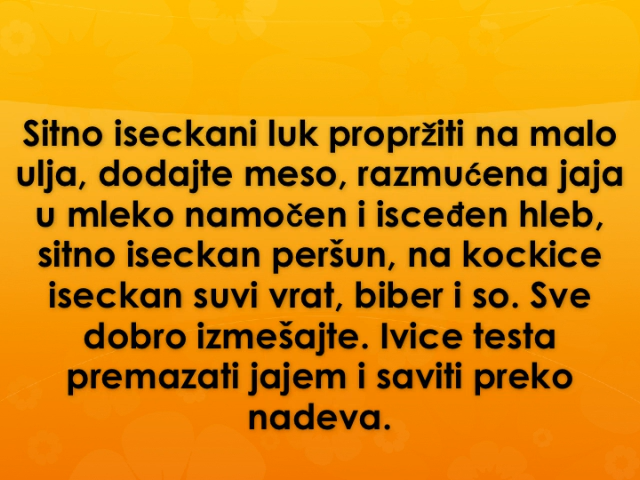 Sitno iseckani luk propržiti na malo
ulja, dodajte meso, razmućena jaja
u mleko namočen i isceđen hleb,
sitno iseckan peršun, na kockice
iseckan suvi vrat, biber i so. Sve
dobro izmešajte. Ivice testa
premazati jajem i saviti preko
nadeva.